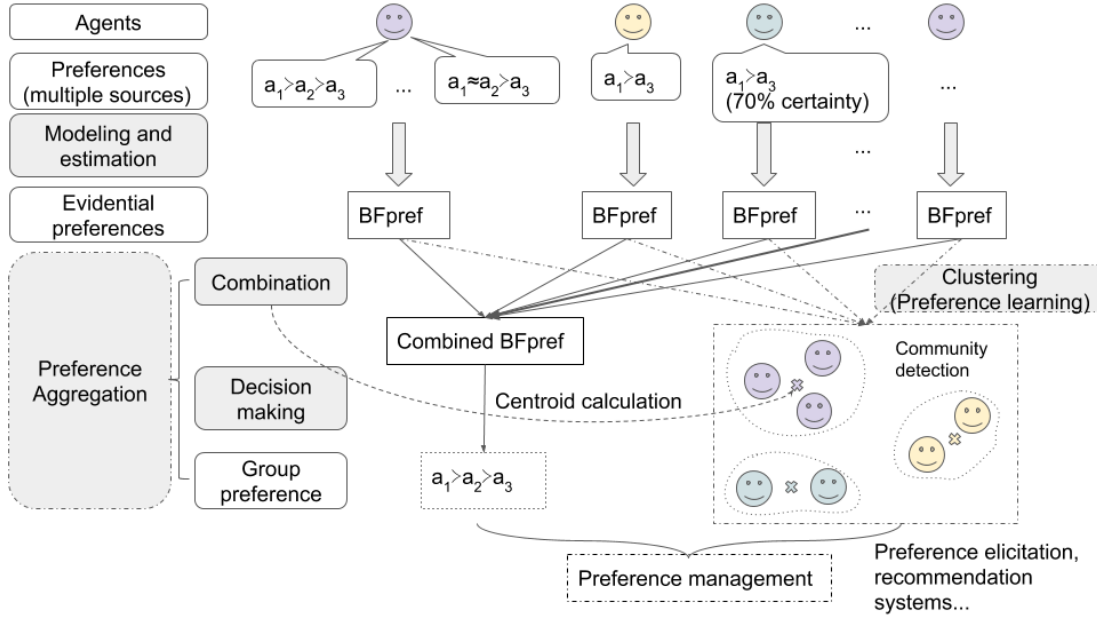 Agents
...
Preferences
(multiple sources)
a1≻a2≻a3
...
a1≈a2≻a3
a1≻a3
a1≻a3
(70% certainty)
...
Modeling and
estimation
...
Evidential
preferences
BFpref
BFpref
BFpref
...
BFpref
Combination
Clustering
(Preference learning)
Combined BFpref
Community
detection
Preference
Aggregation
Decision
making
Centroid calculation
Group
preference
a1≻a2≻a3
Preference management
Preference elicitation,
recommendation
systems...